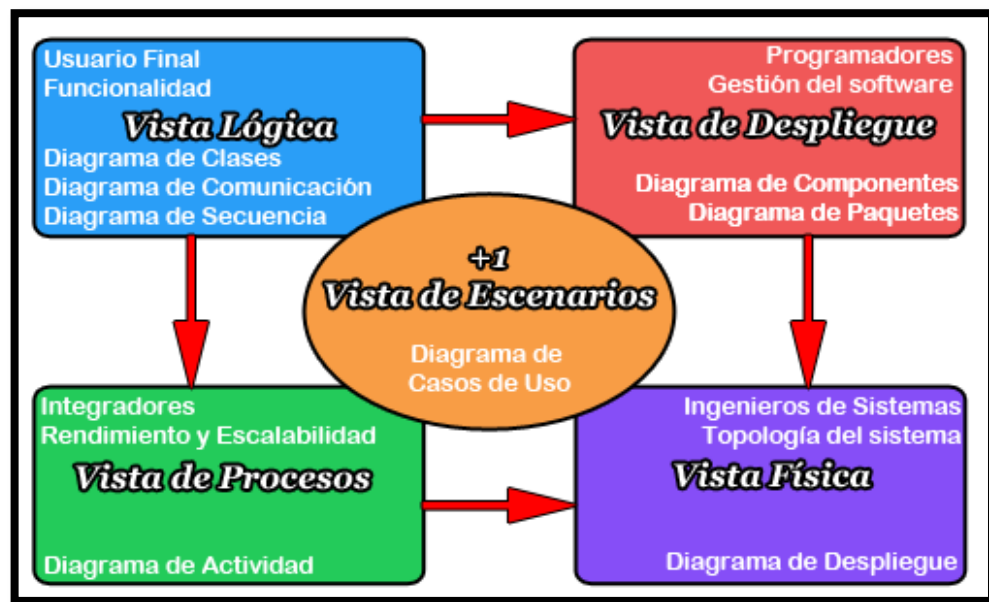 Usuario Final
Funcionalidad
Vista Lógica
Diagrama de Clases
Diagrama de Comunicación
Diagrama de Secuencia
Programadores
Gestión del software
Vista de Despliegue
Diagrama de Componentes
Diagrama de Paquetes
+1
Vista de Escenarios
Diagrama de
Casos de Uso
Integradores
Rendimiento y Escalabilidad
Vista de Procesos
Diagrama de Actividad
Ingenieros de Sistemas
Topología del sistema
Vista Física
Diagrama de Despliegue